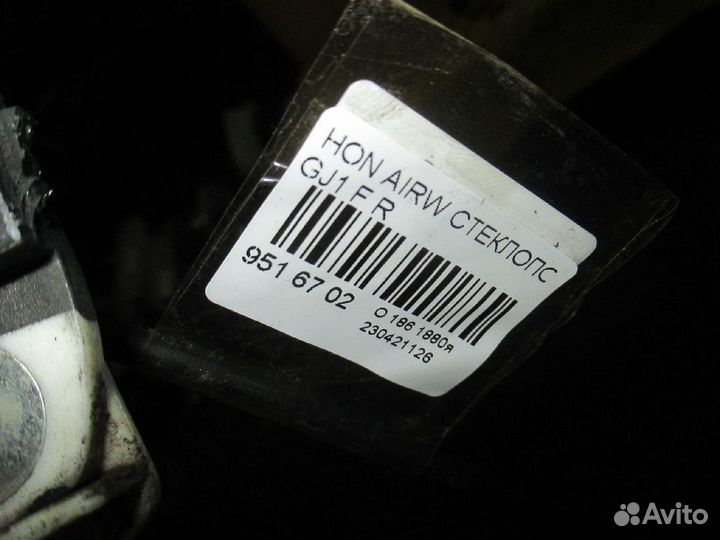 HON AIRW СТЕКЛОПС
GJ1 F R
951 67 02
О 186 1880я
230421126
Avito